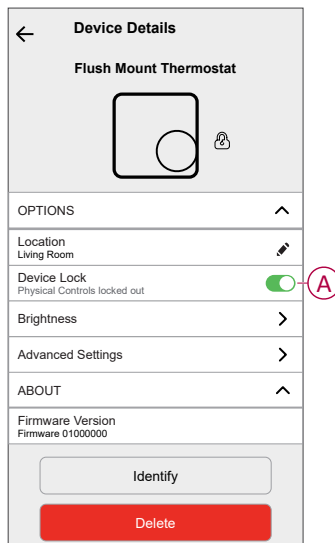 Device Details
Flush Mount Thermostat
OPTIONS
Location
Living Room
Device Lock
Physical Controls locked out
A
Brightness
Advanced Settings
ABOUT
Firmware Version
Firmware 01000000
Identify
Delete